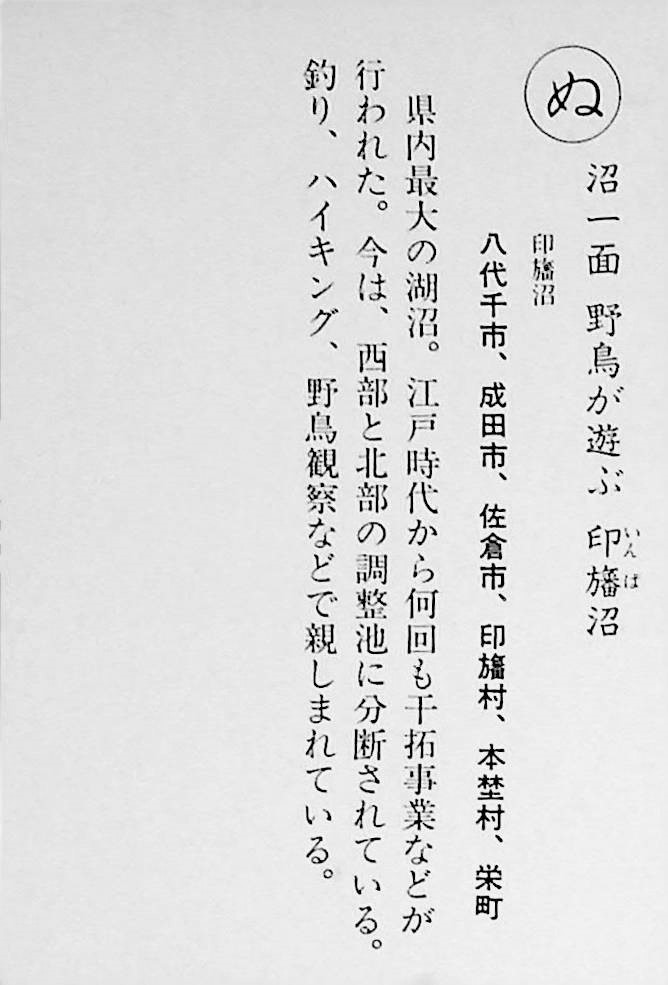 ぬ
沼一面 野鳥が遊ぶ 印旛沼
いんば
印旛沼
八代千市、成田市、佐倉市、印旛村、本埜村、栄町
県内最大の湖沼。江戸時代から何回も干拓事業などが
行われた。今は、西部と北部の調整池に分断されている。
釣り、ハイキング、野鳥観察などで親しまれている。